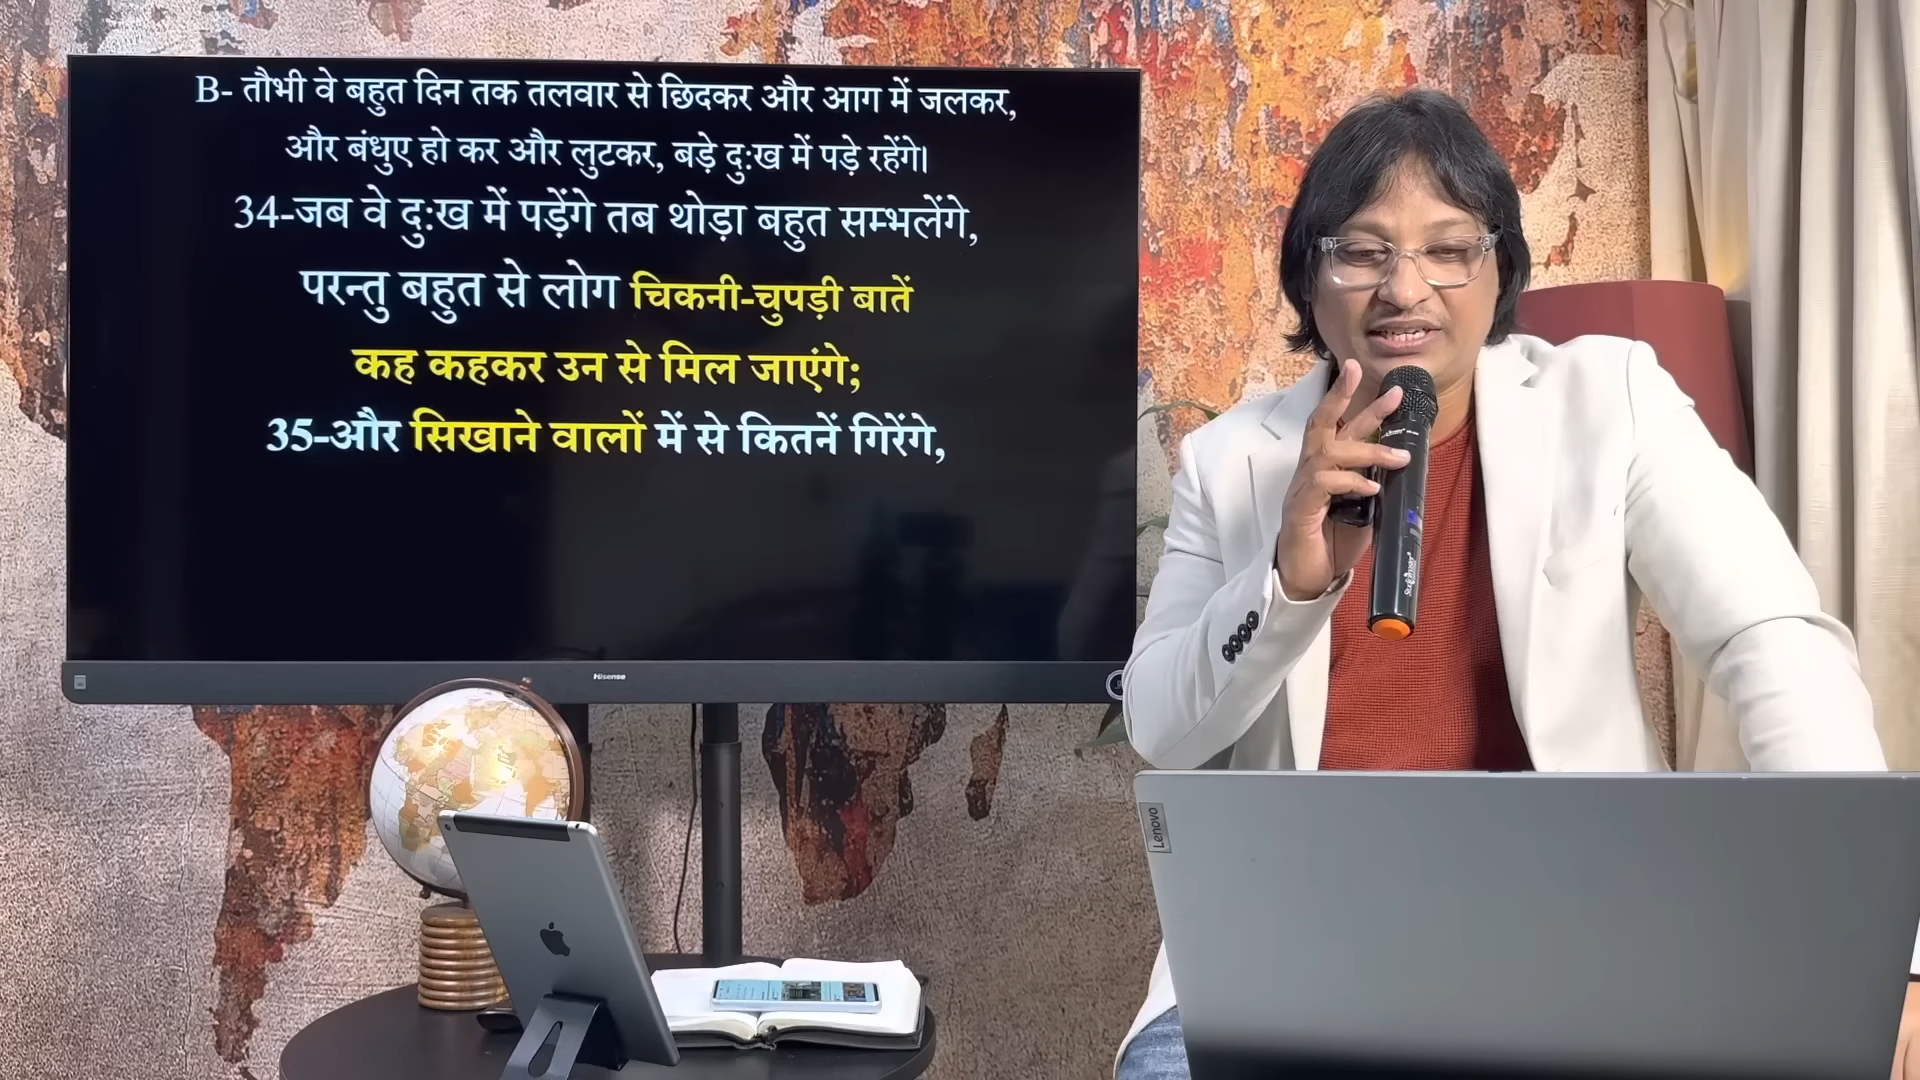 B- तौभी वे बहुत दिन तक तलवार से छिदकर और आग में जलकर,
और बंधुए हो कर और लुटकर, बड़े दु:ख में पड़े रहेंगे।
34-जब वे दु:ख में पड़ेंगे तब थोड़ा बहुत सम्भलेंगे,
परन्तु बहुत से लोग चिकनी-चुपड़ी बातें
कह कहकर उन से मिल जाएंगे;
35-और सिखाने वालों में से कितनें गिरेंगे,
Hisense
Lenovo